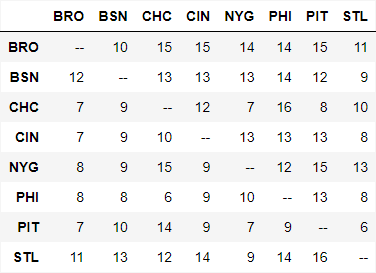 BRO BSN CHC CIN NYG PHI PIT STL
BRO -- 10 15 15 14 14 15 11
BSN 12 -- 13 13 13 14 12 9
CHC 7 9 -- 12 7 16 8 10
CIN 7 9 10 -- 13 13 13 8
NYG 8 9 15 9 -- 12 15 13
PHI 8 8 6 9 10 -- 13 8
PIT 7 10 14 9 7 9 -- 6
STL 11 13 12 14 9 14 16 --